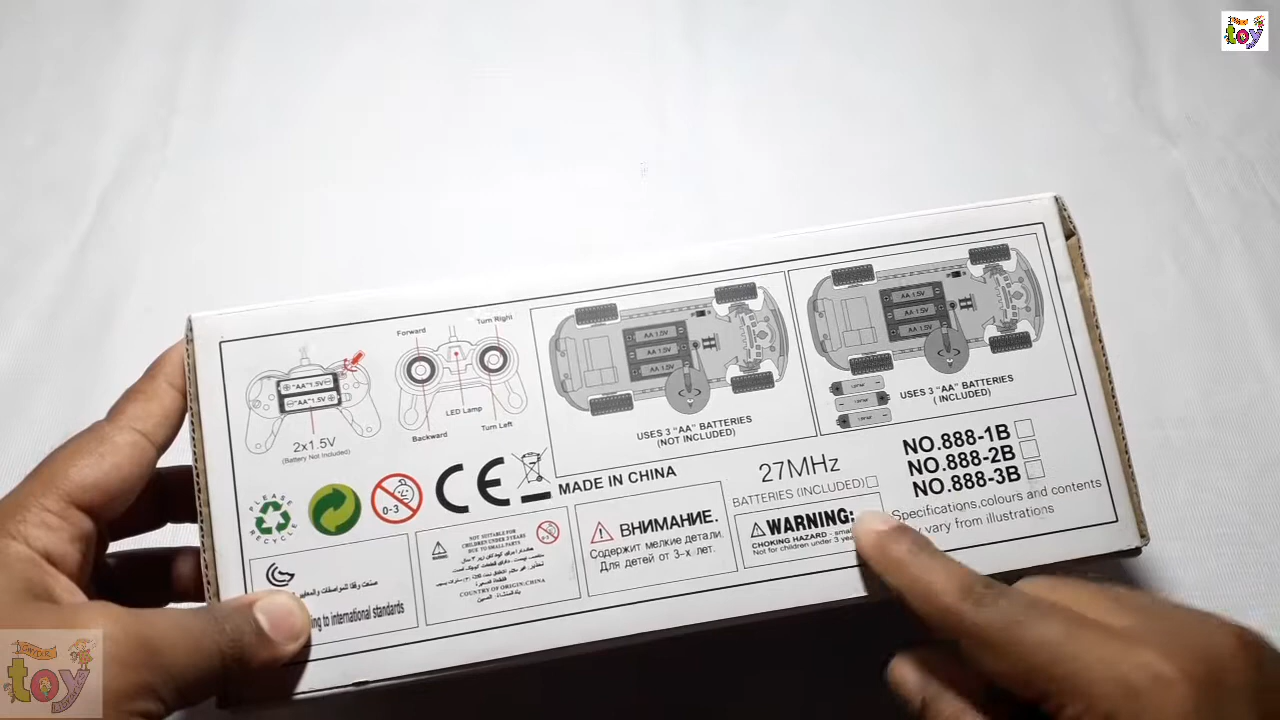 toy
Forward
Turn Right
"AA"1.5V
"AA"1.5V
LED Lamp
2x1.5V
(Battery Not Included)
Backward
Turn Left
AA 1.5V
AA 1.5V
AA 1.5V
USES 3 "AA" BATTERIES
(NOT INCLUDED)
AA 1.5V
AA 1.5V
AA 1.5V
USES 3 "AA" BATTERIES
( INCLUDED)
PLEASE
RECYCLE
0-3
CE
MADE IN CHINA
27MHz
BATTERIES (INCLUDED)
NO.888-1B
NO.888-2B
NO.888-3B
Specifications,colours and contents
vary from illustrations
WARNING:
CHOKING HAZARD -
Not for children under 3
ВНИМАНИЕ.
Содержит мелкие детали.
Для детей от 3-х лет.
NOT SUITABLE FOR
CHILDREN UNDER 3 YEARS
DUE TO SMALL PARTS
COUNTRY OF ORIGIN:CHINA
بلد المنشاة: الصين
صنعت وفقا للمواصفات والمعايير
to international standards
toy